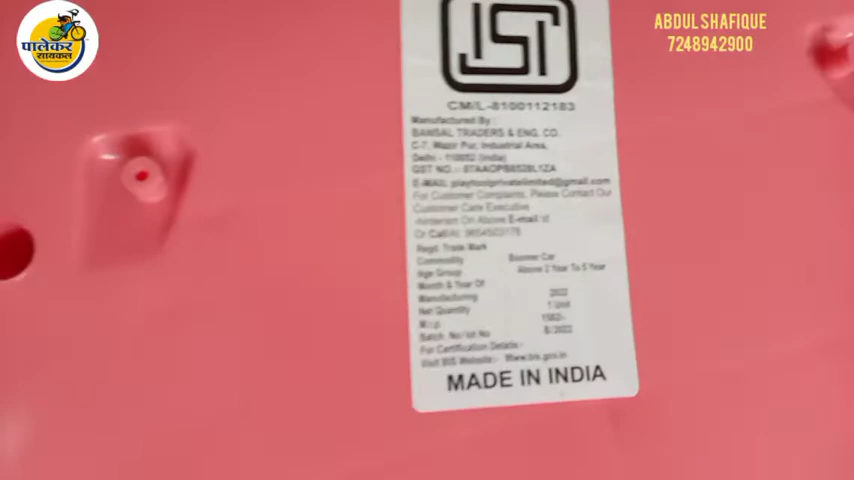 पालेकर
सायकल
ABDUL SHAFIQUE
7248942900
ISI
CM/L-8100112183
Manufactured By :
BANSAL TRADERS & ENG. CO.
C-7, Wazir Pur, Industrial Area,
Delhi - 110052 (India)
GST NO. :
E-MAIL
For Customer Complaints, Please Contact Our
Customer Care Executive
On Above E-mail Id
Or Call At
Regd. Trade Mark
Commodity Boomer Car
Age Group Above 2 Year To 5 Year
Month & Year Of
Manufacturing 2022
Net Quantity 1 Unit
M.r.p.
Batch. No/lot No 8/2022
For Certification Details:-
Visit BIS Website:- Www.bis.gov.in
MADE IN INDIA